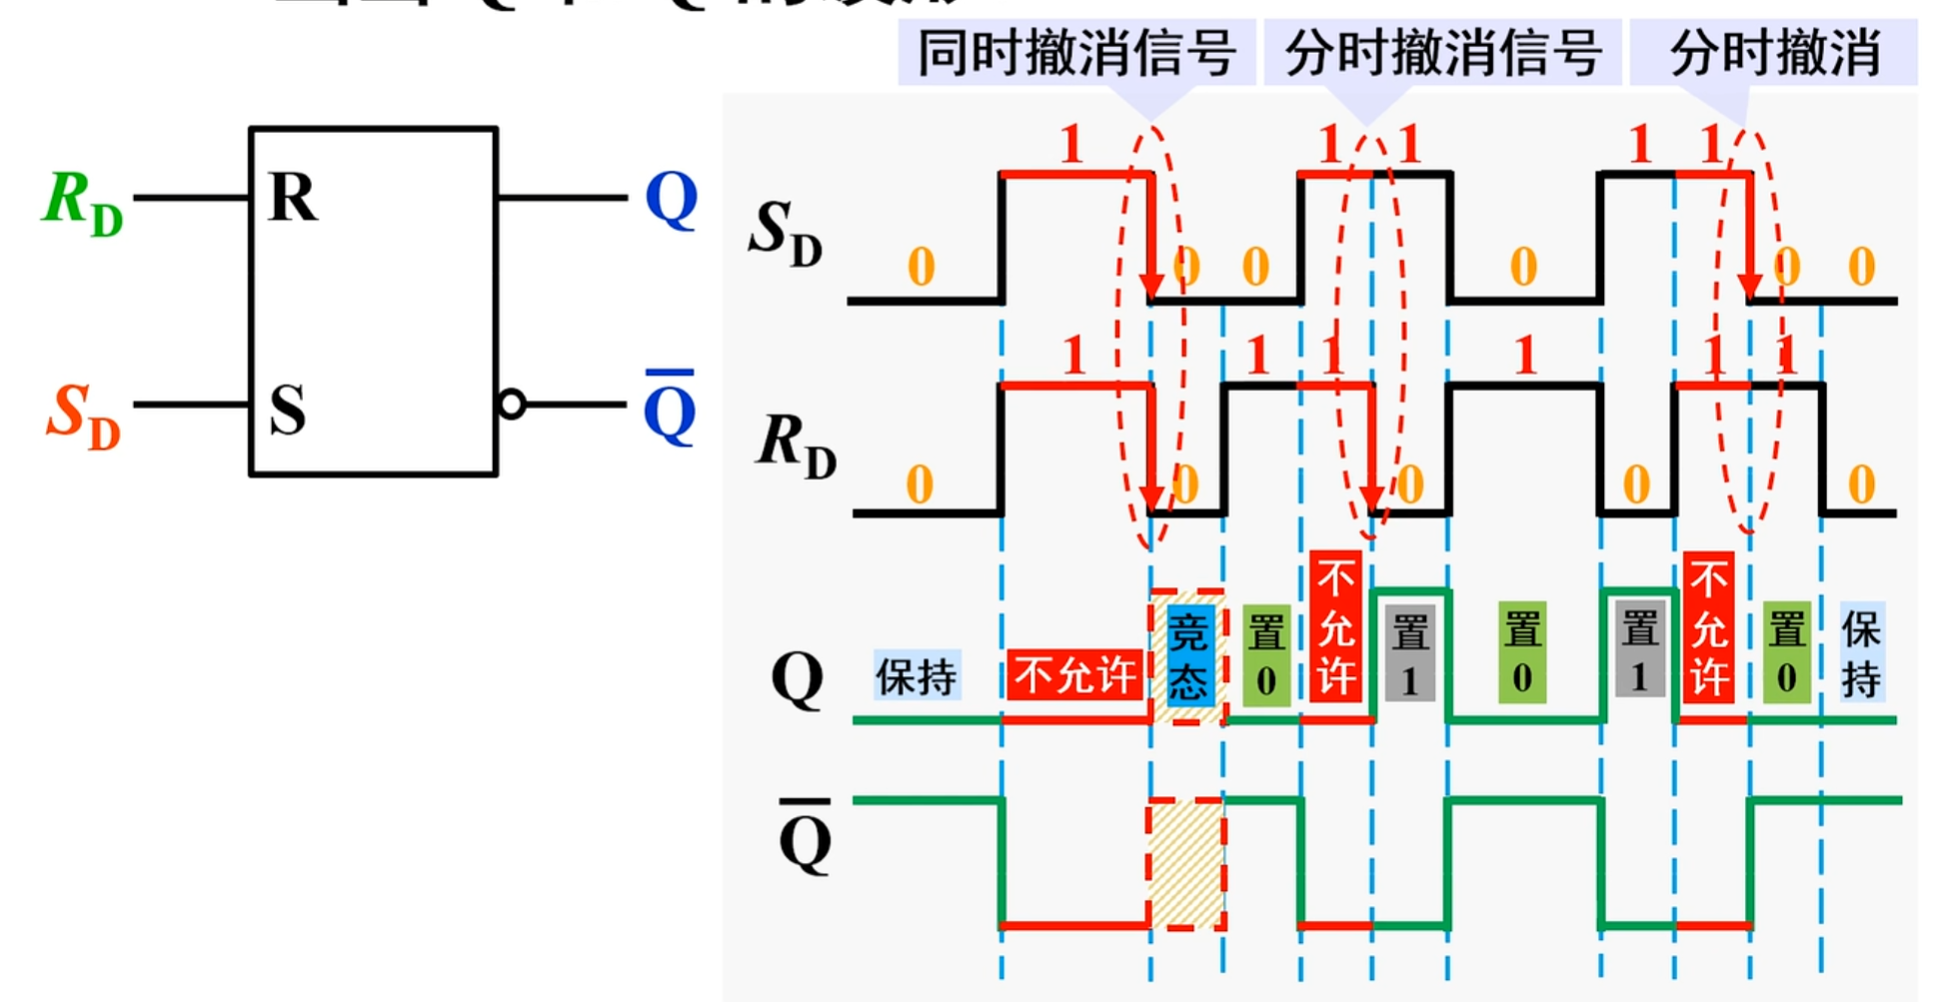 同时撤消信号 分时撤消信号 分时撤消
1 1 1 1 1
R_D R Q
S_D 0 0 0 0 0 0
1 1 1 1 1 1
S_D S Q̅
R_D 0 0 0 0 0
Q 保持 不允许 竞态 置0 不允许 置1 置0 置1 不允许 置0 保持
Q̅